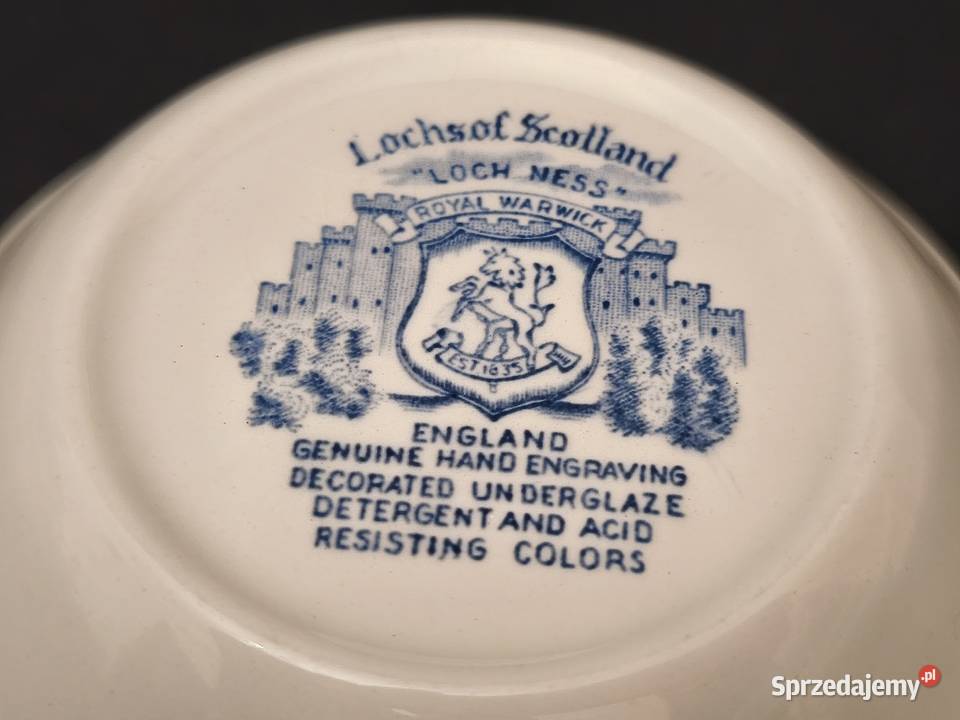 Lochs of Scotland
"LOCH NESS"
ROYAL WARWICK
EST 1835
ENGLAND
GENUINE HAND ENGRAVING
DECORATED UNDERGLAZE
DETERGENT AND ACID
RESISTING COLORS
Sprzedajemy.pl